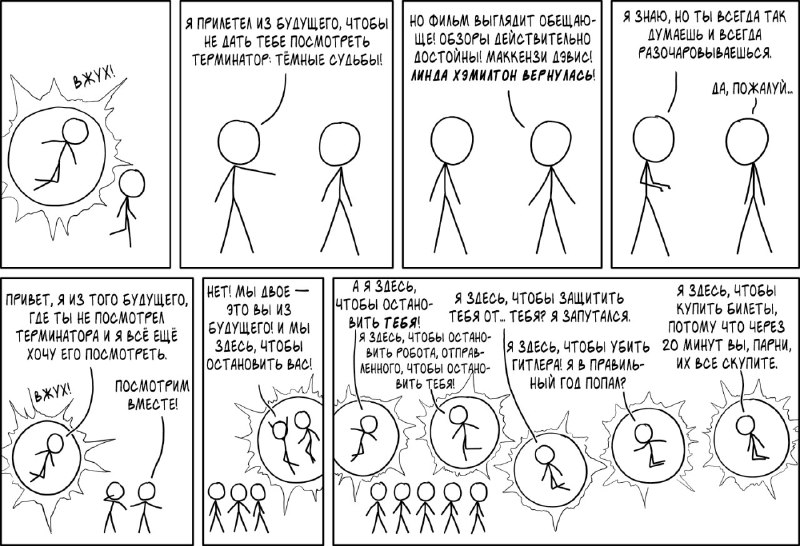 ВЖУХ!
Я ПРИЛЕТЕЛ ИЗ БУДУЩЕГО, ЧТОБЫ
НЕ ДАТЬ ТЕБЕ ПОСМОТРЕТЬ
ТЕРМИНАТОР: ТЁМНЫЕ СУДЬБЫ!
НО ФИЛЬМ ВЫГЛЯДИТ ОБЕЩАЮ-
ЩЕ! ОБЗОРЫ ДЕЙСТВИТЕЛЬНО
ДОСТОЙНЫ! МАККЕНЗИ ДЭВИС!
ЛИНДА ХЭМИЛТОН ВЕРНУЛАСЬ!
Я ЗНАЮ, НО ТЫ ВСЕГДА ТАК
ДУМАЕШЬ И ВСЕГДА
РАЗОЧАРОВЫВАЕШЬСЯ.
ДА, ПОЖАЛУЙ...
ПРИВЕТ, Я ИЗ ТОГО БУДУЩЕГО,
ГДЕ ТЫ НЕ ПОСМОТРЕЛ
ТЕРМИНАТОРА И Я ВСЁ ЕЩЁ
ХОЧУ ЕГО ПОСМОТРЕТЬ.
ВЖУХ!
ПОСМОТРИМ
ВМЕСТЕ!
НЕТ! МЫ ДВОЕ —
ЭТО ВЫ ИЗ
БУДУЩЕГО! И МЫ
ЗДЕСЬ, ЧТОБЫ
ОСТАНОВИТЬ ВАС!
А Я ЗДЕСЬ,
ЧТОБЫ ОСТАНО-
ВИТЬ ТЕБЯ!
Я ЗДЕСЬ, ЧТОБЫ ОСТАНО-
ВИТЬ РОБОТА, ОТПРАВ-
ЛЕННОГО, ЧТОБЫ ОСТАНО-
ВИТЬ ТЕБЯ!
Я ЗДЕСЬ, ЧТОБЫ ЗАЩИТИТЬ
ТЕБЯ ОТ... ТЕБЯ? Я ЗАПУТАЛСЯ.
Я ЗДЕСЬ, ЧТОБЫ УБИТЬ
ГИТЛЕРА! Я В ПРАВИЛЬ-
НЫЙ ГОД ПОПАЛ?
Я ЗДЕСЬ, ЧТОБЫ
КУПИТЬ БИЛЕТЫ,
ПОТОМУ ЧТО ЧЕРЕЗ
20 МИНУТ ВЫ, ПАРНИ,
ИХ ВСЕ СКУПИТЕ.